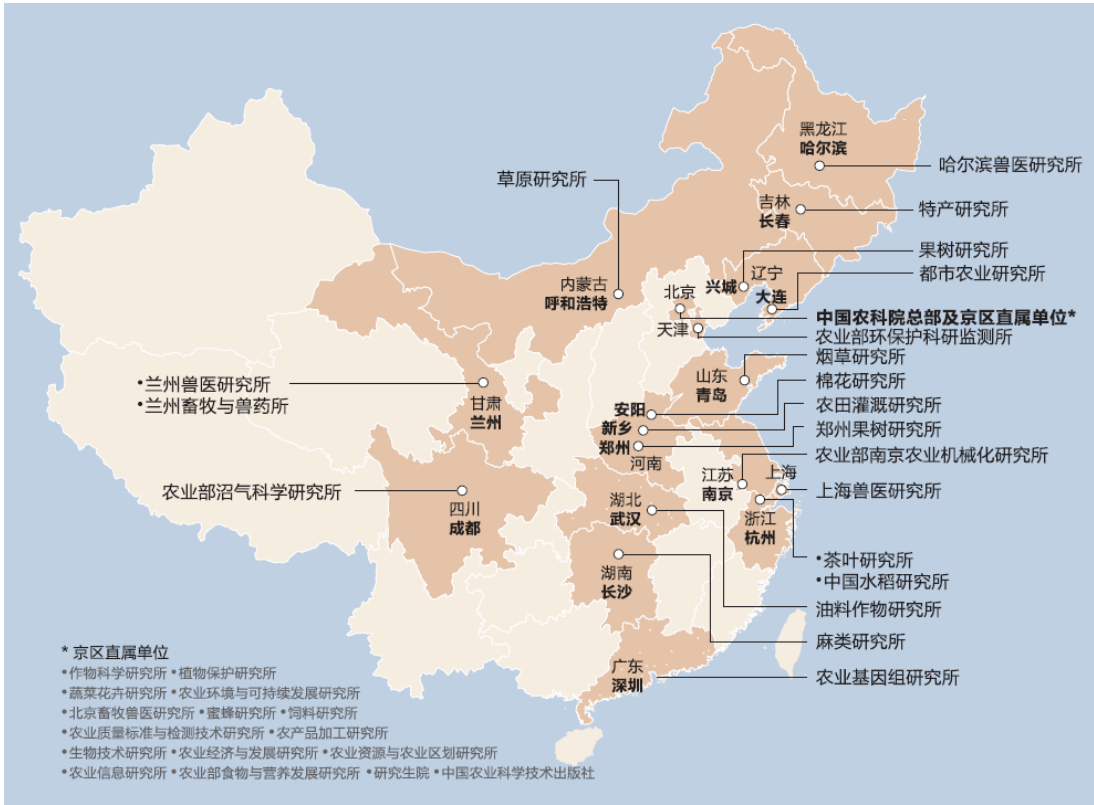 黑龙江
哈尔滨
哈尔滨兽医研究所
草原研究所
吉林
长春
特产研究所
果树研究所
辽宁
兴城
大连
都市农业研究所
内蒙古
呼和浩特
北京
天津
中国农科院总部及京区直属单位*
农业部环保护科研监测所
烟草研究所
山东
青岛
•兰州兽医研究所
•兰州畜牧与兽药所
甘肃
兰州
棉花研究所
安阳
农田灌溉研究所
新乡
郑州果树研究所
郑州
河南
农业部南京农业机械化研究所
江苏
南京
上海
上海兽医研究所
农业部沼气科学研究所
四川
成都
湖北
武汉
浙江
杭州
•茶叶研究所
•中国水稻研究所
湖南
长沙
油料作物研究所
麻类研究所
广东
深圳
农业基因组研究所
* 京区直属单位
•作物科学研究所 •植物保护研究所
•蔬菜花卉研究所 •农业环境与可持续发展研究所
•北京畜牧兽医研究所 •蜜蜂研究所 •饲料研究所
•农业质量标准与检测技术研究所 •农产品加工研究所
•生物技术研究所 •农业经济与发展研究所 •农业资源与农业区划研究所
•农业信息研究所 •农业部食物与营养发展研究所 •研究生院 •中国农业科学技术出版社